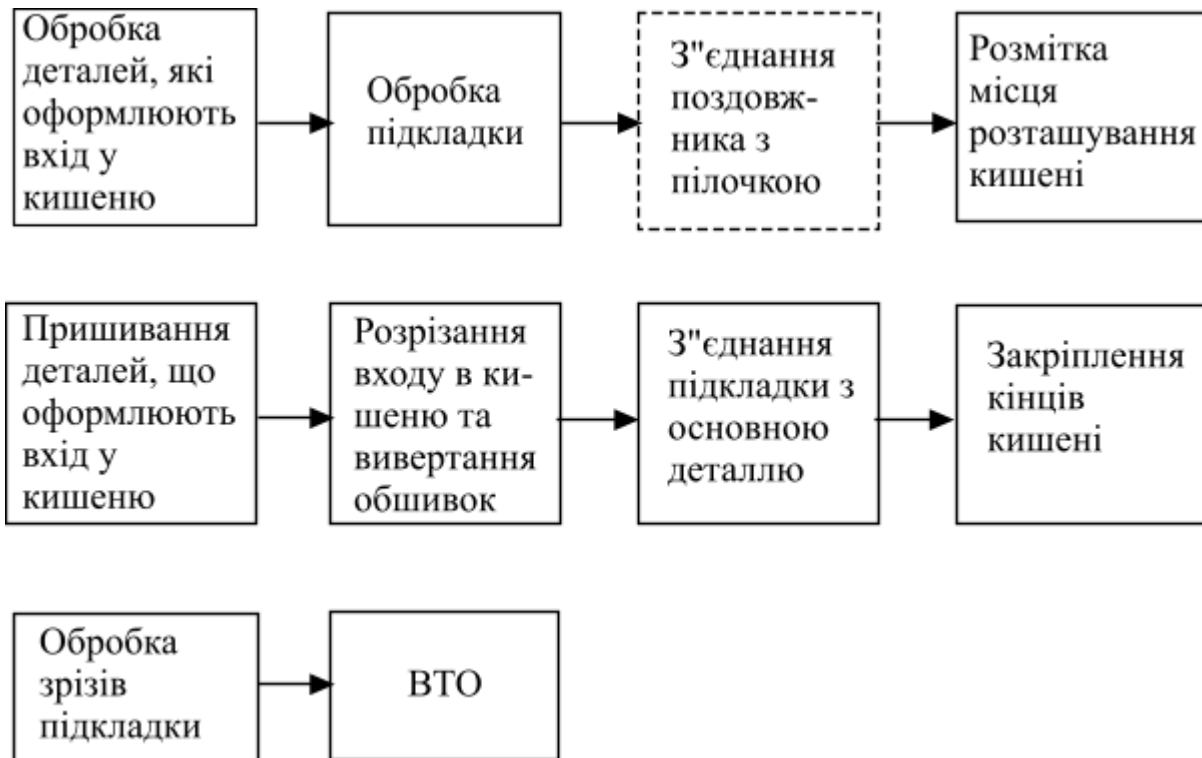 Обробка
деталей, які
оформлюють
вхід у
кишеню
Обробка
підкладки
З"єднання
поздовж-
ника з
пілочкою
Розмітка
місця
розташування
кишені
Пришивання
деталей, що
оформлюють
вхід у
кишеню
Розрізання
входу в ки-
шеню та
вивертання
обшивок
З"єднання
підкладки з
основною
деталлю
Закріплення
кінців
кишені
Обробка
зрізів
підкладки
ВТО